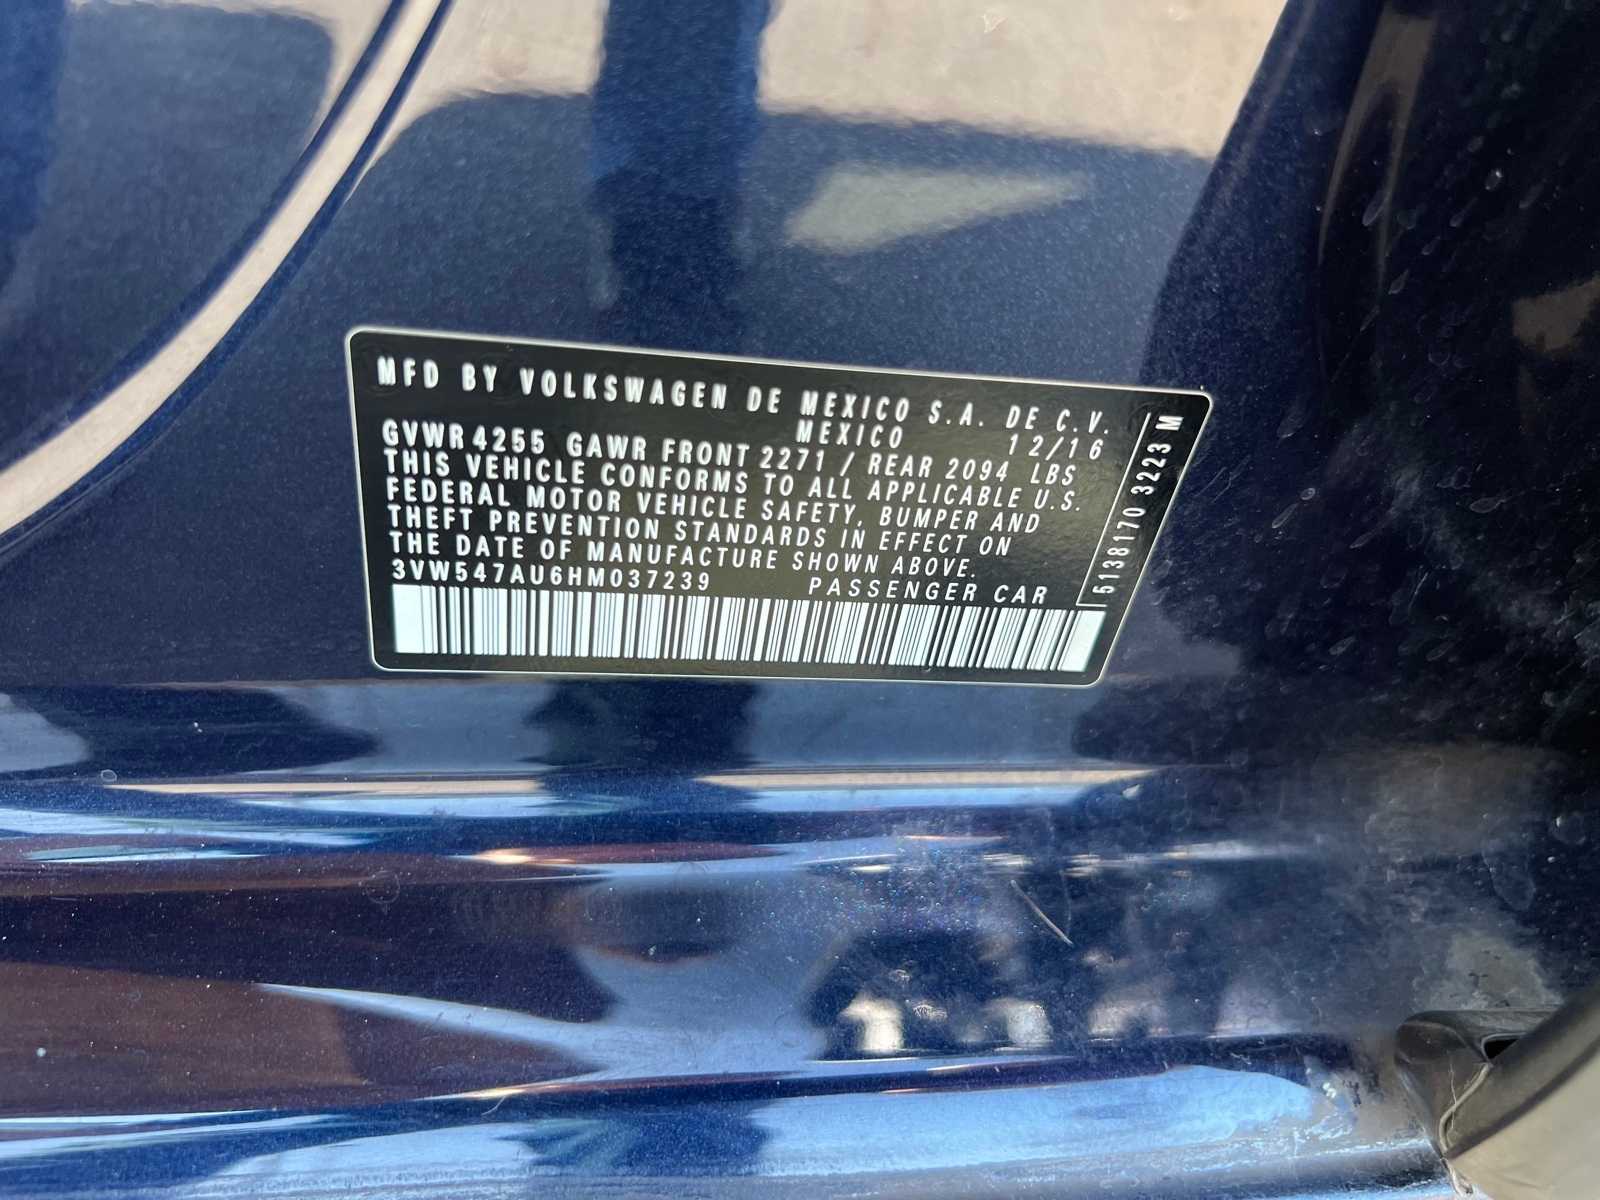 MFD BY VOLKSWAGEN DE MEXICO S.A. DE C.V.
MEXICO 12/16
GVWR 4255 GAWR FRONT 2271 / REAR 2094 LBS
THIS VEHICLE CONFORMS TO ALL APPLICABLE U.S.
FEDERAL MOTOR VEHICLE SAFETY, BUMPER AND
THEFT PREVENTION STANDARDS IN EFFECT ON
THE DATE OF MANUFACTURE SHOWN ABOVE.
3VW547AU6HM037239 PASSENGER CAR
5138170 3223 M